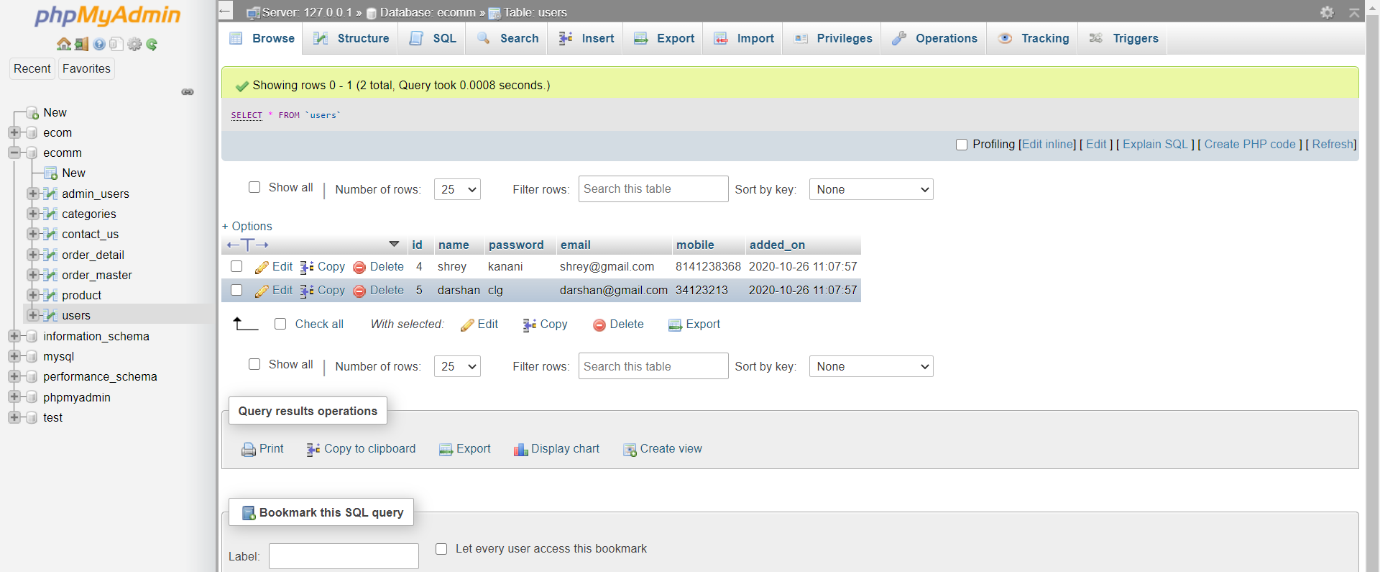 phpMyAdmin
Recent Favorites
New
ecom
ecomm
New
admin_users
categories
contact_us
order_detail
order_master
product
users
information_schema
mysql
performance_schema
phpmyadmin
test
Server: 127.0.0.1 » Database: ecomm » Table: users
Browse Structure SQL Search Insert Export Import Privileges Operations Tracking Triggers
Showing rows 0 - 1 (2 total, Query took 0.0008 seconds.)
SELECT * FROM `users`
Profiling [Edit inline] [ Edit ] [ Explain SQL ] [ Create PHP code ] [ Refresh]
Show all | Number of rows: 25 Filter rows: Search this table Sort by key: None
+ Options
←T→ id name password email mobile added_on
Edit Copy Delete 4 shrey kanani shrey@gmail.com 8141238368 2020-10-26 11:07:57
Edit Copy Delete 5 darshan clg darshan@gmail.com 34123213 2020-10-26 11:07:57
Check all With selected: Edit Copy Delete Export
Show all | Number of rows: 25 Filter rows: Search this table Sort by key: None
Query results operations
Print Copy to clipboard Export Display chart Create view
Bookmark this SQL query
Label: Let every user access this bookmark